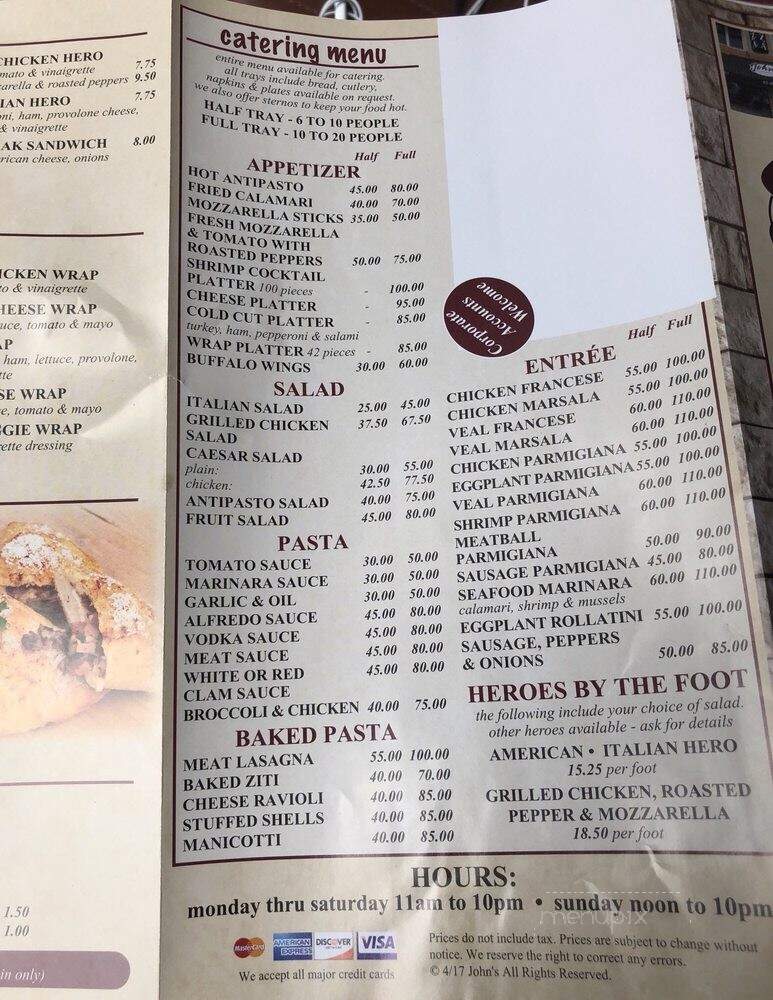 CHICKEN HERO 7.75
mato & vinaigrette
arella & roasted peppers 9.50
IAN HERO 7.75
ni, ham, provolone cheese,
& vinaigrette
AK SANDWICH 8.00
rican cheese, onions
ICKEN WRAP
to & vinaigrette
HEESE WRAP
uce, tomato & mayo
AP
ham, lettuce, provolone,
tte
SE WRAP
e, tomato & mayo
GGIE WRAP
rette dressing
1.50
1.00
in only)
catering menu
entire menu available for catering.
all trays include bread, cutlery,
napkins & plates available on request.
we also offer sternos to keep your food hot.
HALF TRAY - 6 TO 10 PEOPLE
FULL TRAY - 10 TO 20 PEOPLE
Half Full
APPETIZER
HOT ANTIPASTO 45.00 80.00
FRIED CALAMARI 40.00 70.00
MOZZARELLA STICKS 35.00 50.00
FRESH MOZZARELLA
& TOMATO WITH
ROASTED PEPPERS 50.00 75.00
SHRIMP COCKTAIL
PLATTER 100 pieces - 100.00
CHEESE PLATTER - 95.00
COLD CUT PLATTER - 85.00
turkey, ham, pepperoni & salami
WRAP PLATTER 42 pieces - 85.00
BUFFALO WINGS 30.00 60.00
SALAD
ITALIAN SALAD 25.00 45.00
GRILLED CHICKEN 37.50 67.50
SALAD
CAESAR SALAD
plain: 30.00 55.00
chicken: 42.50 77.50
ANTIPASTO SALAD 40.00 75.00
FRUIT SALAD 45.00 80.00
PASTA
TOMATO SAUCE 30.00 50.00
MARINARA SAUCE 30.00 50.00
GARLIC & OIL 30.00 50.00
ALFREDO SAUCE 45.00 80.00
VODKA SAUCE 45.00 80.00
MEAT SAUCE 45.00 80.00
WHITE OR RED 45.00 80.00
CLAM SAUCE
BROCCOLI & CHICKEN 40.00 75.00
BAKED PASTA
MEAT LASAGNA 55.00 100.00
BAKED ZITI 40.00 70.00
CHEESE RAVIOLI 40.00 85.00
STUFFED SHELLS 40.00 85.00
MANICOTTI 40.00 85.00
Corporate
Accounts
Welcome
Half Full
ENTRÉE
CHICKEN FRANCESE 55.00 100.00
CHICKEN MARSALA 55.00 100.00
VEAL FRANCESE 60.00 110.00
VEAL MARSALA 60.00 110.00
CHICKEN PARMIGIANA 55.00 100.00
EGGPLANT PARMIGIANA 55.00 100.00
VEAL PARMIGIANA 60.00 110.00
SHRIMP PARMIGIANA 60.00 110.00
MEATBALL
PARMIGIANA 50.00 90.00
SAUSAGE PARMIGIANA 45.00 80.00
SEAFOOD MARINARA 60.00 110.00
calamari, shrimp & mussels
EGGPLANT ROLLATINI 55.00 100.00
SAUSAGE, PEPPERS
& ONIONS 50.00 85.00
HEROES BY THE FOOT
the following include your choice of salad.
other heroes available - ask for details
AMERICAN • ITALIAN HERO
15.25 per foot
GRILLED CHICKEN, ROASTED
PEPPER & MOZZARELLA
18.50 per foot
HOURS:
monday thru saturday 11am to 10pm • sunday noon to 10pm
menupix
MasterCard AMERICAN EXPRESS DISCOVER VISA
We accept all major credit cards
Prices do not include tax. Prices are subject to change without
notice. We reserve the right to correct any errors.
© 4/17 John's All Rights Reserved.